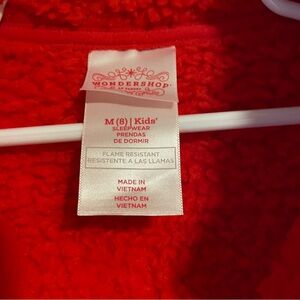 WONDERSHOP
M (8) | Kids'
SLEEPWEAR
PRENDAS
DE DORMIR
FLAME RESISTANT
RESISTENTE A LAS LLAMAS
MADE IN
VIETNAM
HECHO EN
VIETNAM